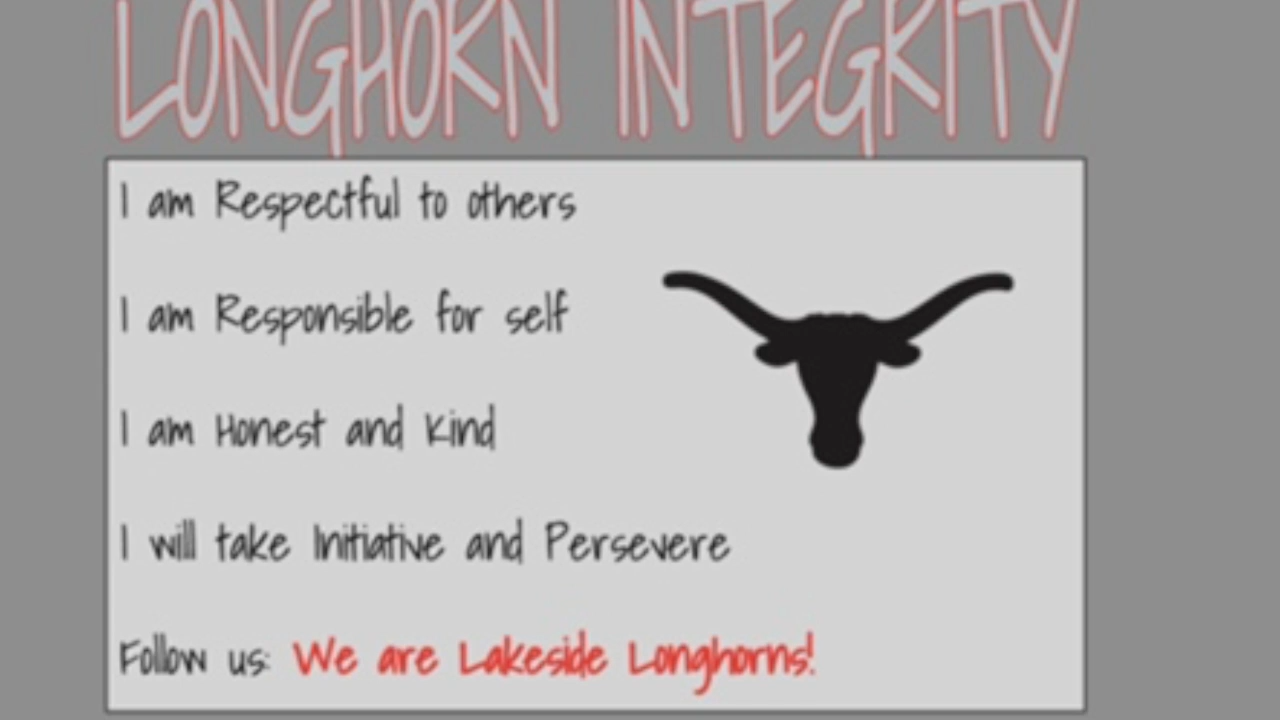 LONGHORN INTEGRITY
I am Respectful to others
I am Responsible for self
I am Honest and Kind
I will take Initiative and Persevere
Follow us: We are Lakeside Longhorns!